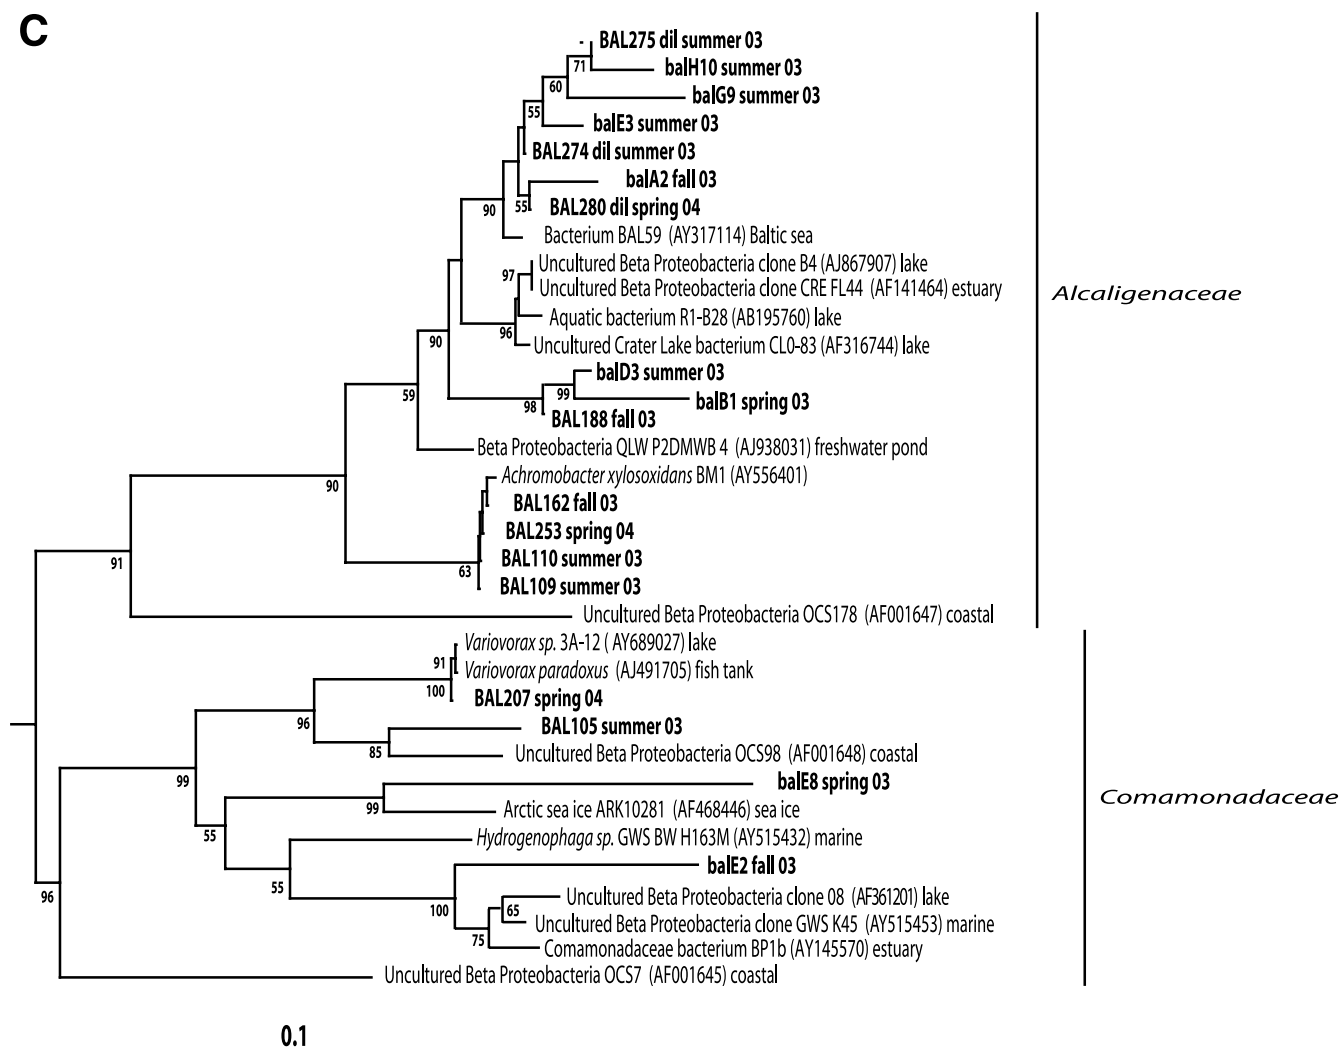 C
- BAL275 dil summer 03
71
balH10 summer 03
60
balG9 summer 03
55
balE3 summer 03
BAL274 dil summer 03
balA2 fall 03
55
BAL280 dil spring 04
90
Bacterium BAL59 (AY317114) Baltic sea
Uncultured Beta Proteobacteria clone B4 (AJ867907) lake
97
Uncultured Beta Proteobacteria clone CRE FL44 (AF141464) estuary
Alcaligenaceae
Aquatic bacterium R1-B28 (AB195760) lake
96
90
Uncultured Crater Lake bacterium CL0-83 (AF316744) lake
balD3 summer 03
59
99
balB1 spring 03
98
BAL188 fall 03
Beta Proteobacteria QLW P2DMWB 4 (AJ938031) freshwater pond
Achromobacter xylosoxidans BM1 (AY556401)
90
BAL162 fall 03
BAL253 spring 04
BAL110 summer 03
91
63
BAL109 summer 03
Uncultured Beta Proteobacteria OCS178 (AF001647) coastal
Variovorax sp. 3A-12 ( AY689027) lake
91
Variovorax paradoxus (AJ491705) fish tank
100
BAL207 spring 04
96
BAL105 summer 03
85
Uncultured Beta Proteobacteria OCS98 (AF001648) coastal
99
balE8 spring 03
Comamonadaceae
99
Arctic sea ice ARK10281 (AF468446) sea ice
55
Hydrogenophaga sp. GWS BW H163M (AY515432) marine
balE2 fall 03
55
96
Uncultured Beta Proteobacteria clone 08 (AF361201) lake
100
65
Uncultured Beta Proteobacteria clone GWS K45 (AY515453) marine
75
Comamonadaceae bacterium BP1b (AY145570) estuary
Uncultured Beta Proteobacteria OCS7 (AF001645) coastal
0.1